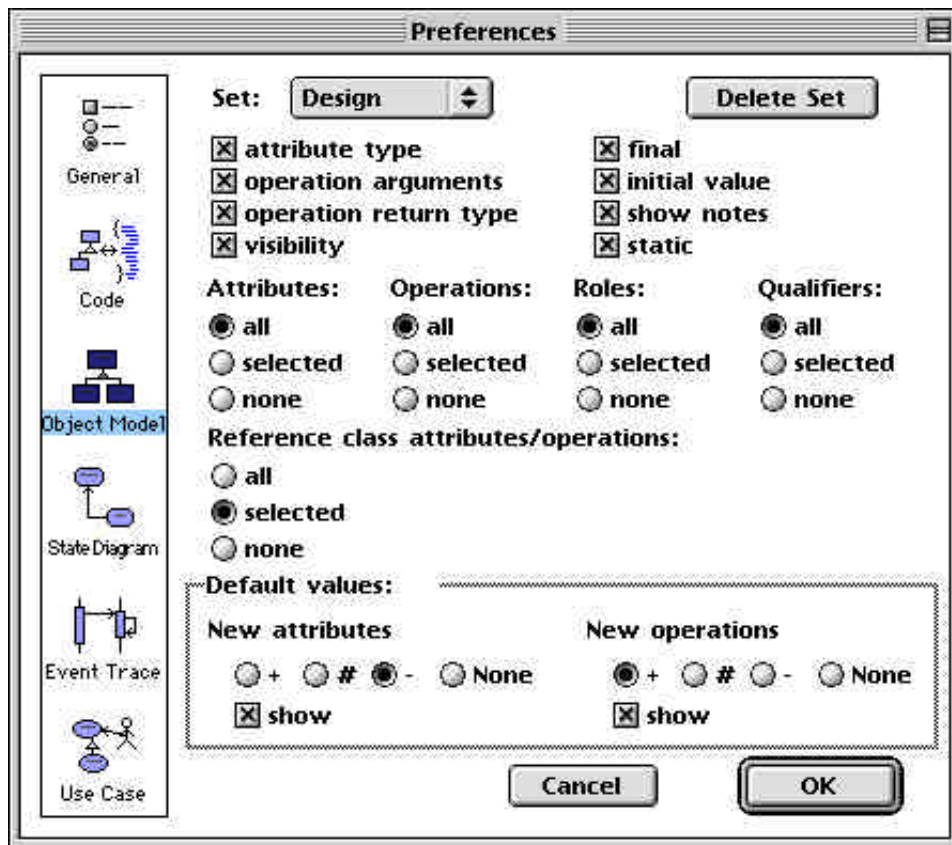 Preferences
General
Code
Object Model
State Diagram
Event Trace
Use Case
Set: Design Delete Set
attribute type final
operation arguments initial value
operation return type show notes
visibility static
Attributes: Operations: Roles: Qualifiers:
all all all all
selected selected selected selected
none none none none
Reference class attributes/operations:
all
selected
none
Default values:
New attributes New operations
+ # - None + # - None
show show
Cancel OK